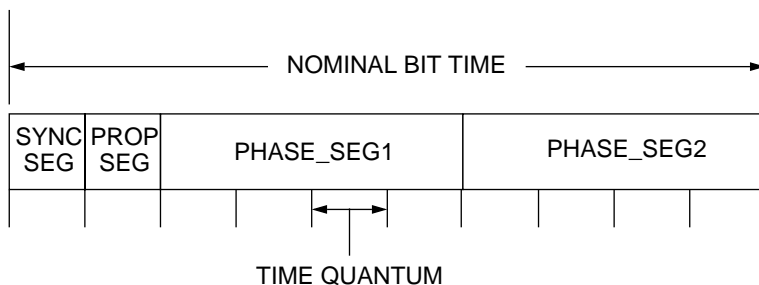 NOMINAL BIT TIME
SYNC SEG
PROP SEG
PHASE_SEG1
PHASE_SEG2
TIME QUANTUM